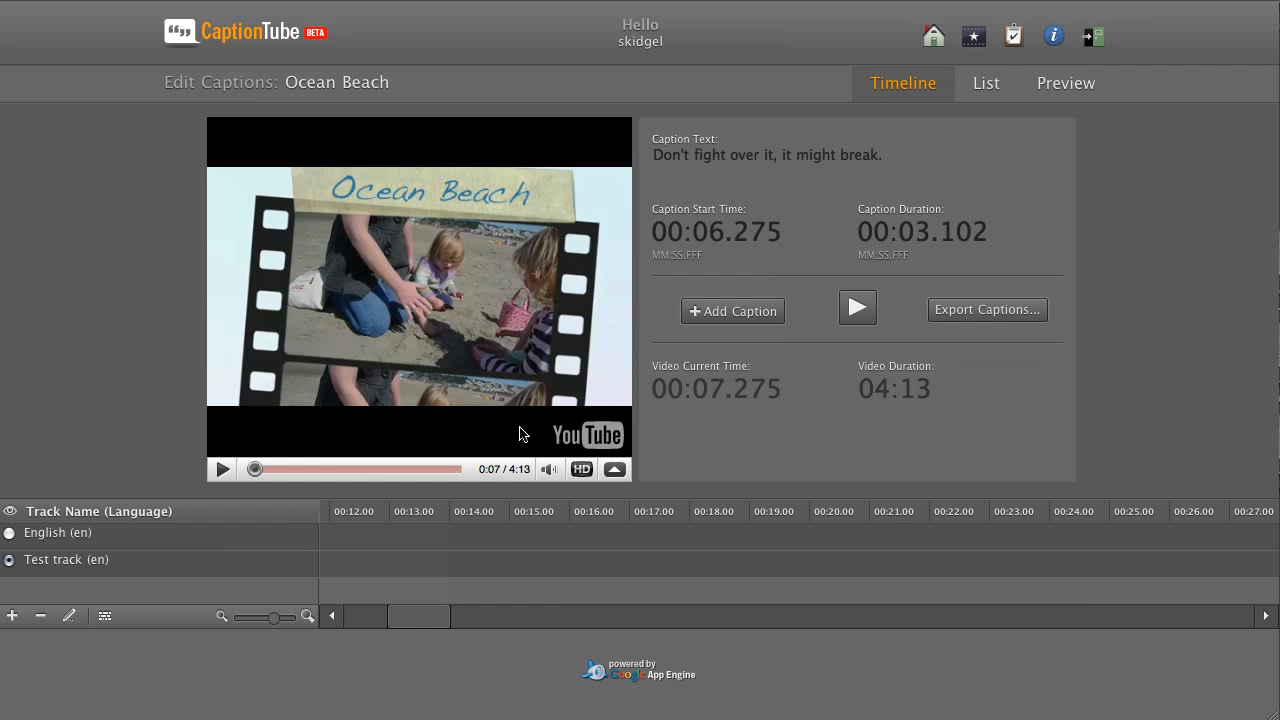 CaptionTube BETA
Hello
skidgel
Edit Captions: Ocean Beach
Timeline
List
Preview
Ocean Beach
Caption Text:
Don't fight over it, it might break.
Caption Start Time:
Caption Duration:
00:06.275
00:03.102
MM:SS.FFF
MM:SS.FFF
+ Add Caption
Export Captions...
Video Current Time:
Video Duration:
00:07.275
04:13
YouTube
0:07 / 4:13
HD
Track Name (Language)
00:12.00
00:13.00
00:14.00
00:15.00
00:16.00
00:17.00
00:18.00
00:19.00
00:20.00
00:21.00
00:22.00
00:23.00
00:24.00
00:25.00
00:26.00
00:27.00
English (en)
Test track (en)
powered by
Google App Engine